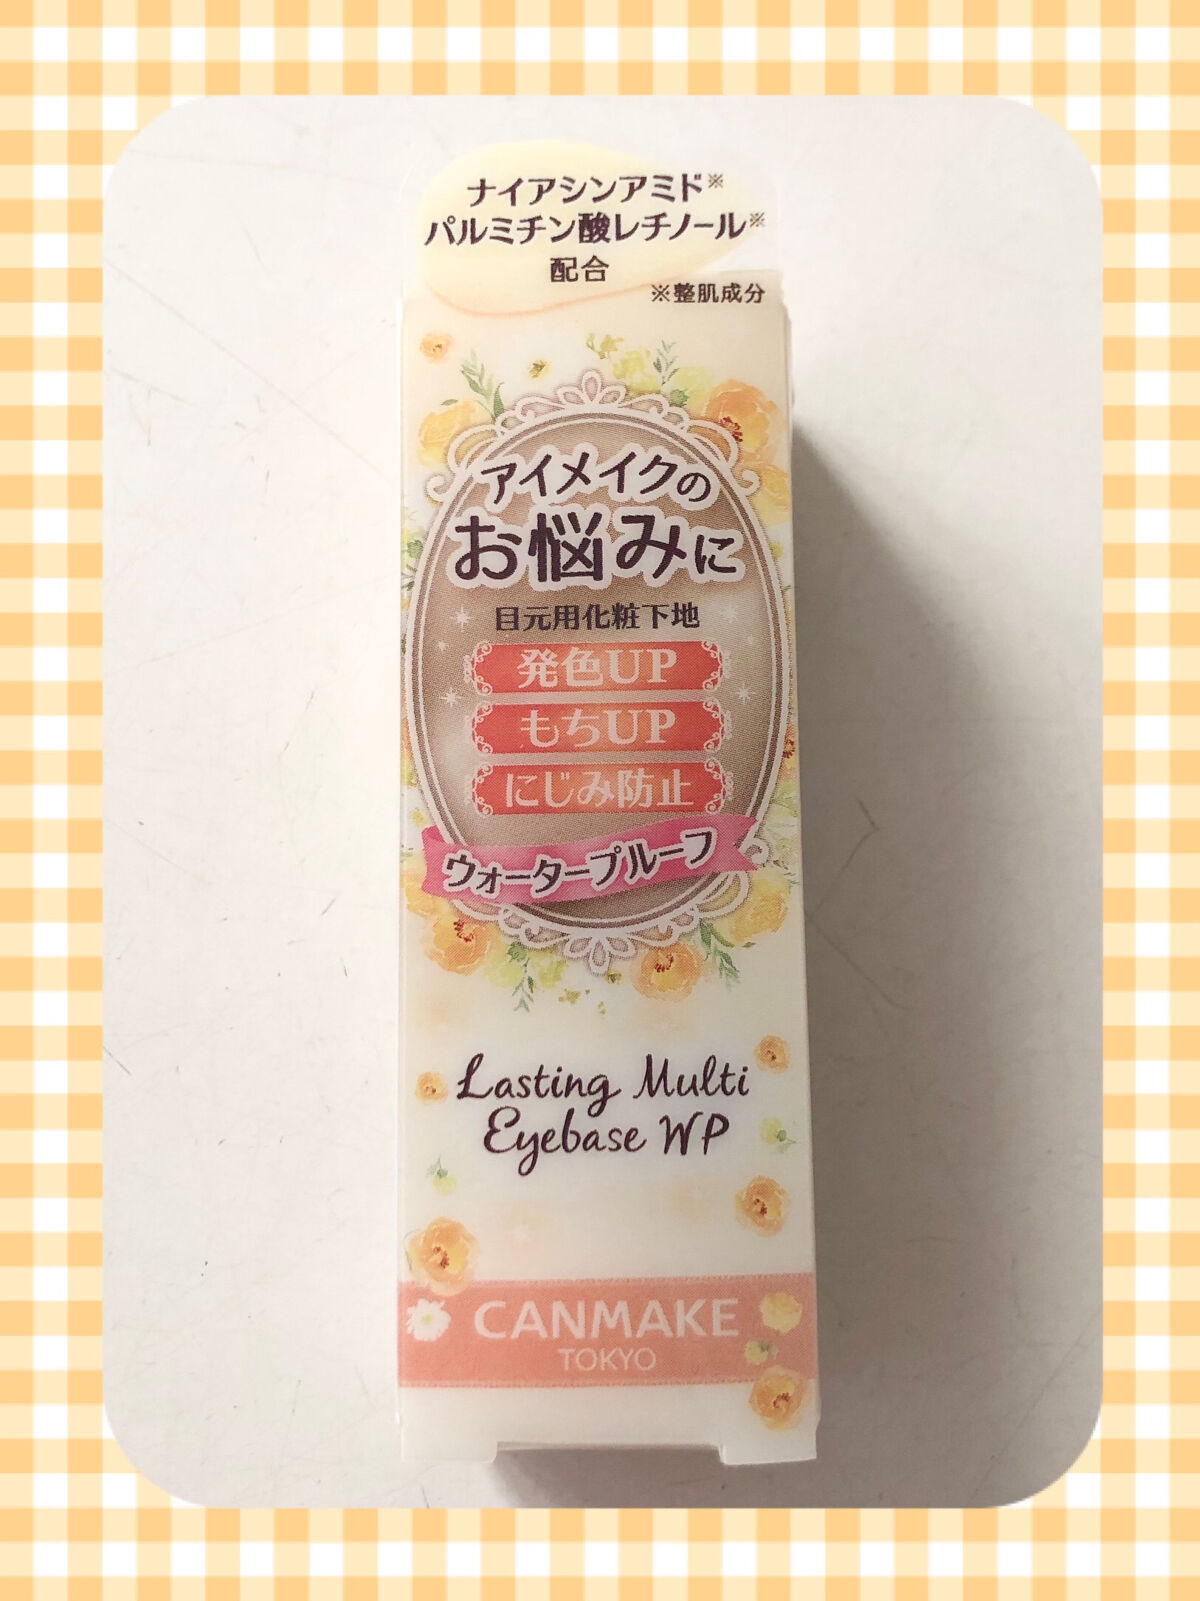 ナイアシンアミド※
パルミチン酸レチノール※
配合
※整肌成分
アイメイクの
お悩みに
目元用化粧下地
発色UP
もちUP
にじみ防止
ウォータープルーフ
Lasting Multi
Eyebase WP
CANMAKE
TOKYO